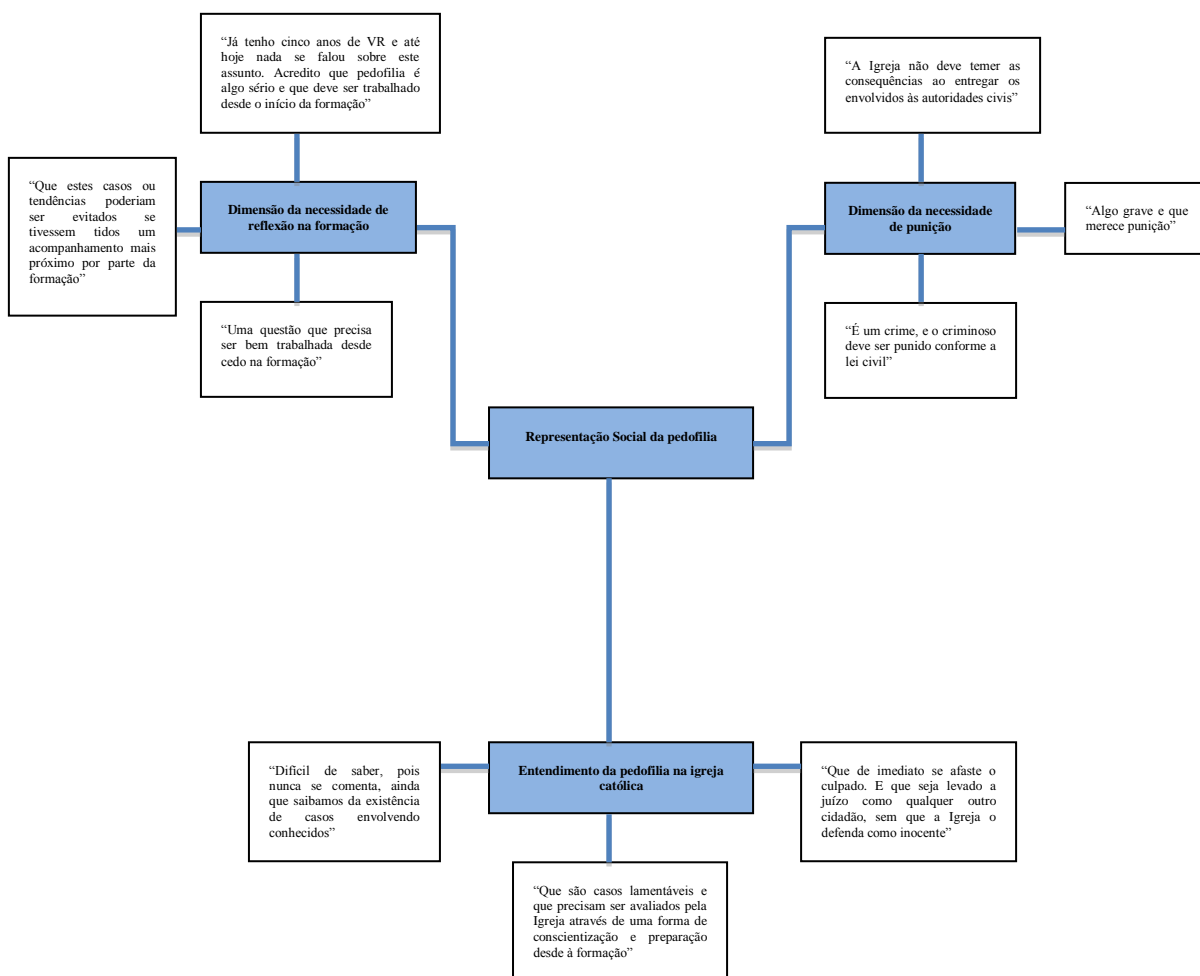 “Já tenho cinco anos de VR e até
hoje nada se falou sobre este
assunto. Acredito que pedofilia é
algo sério e que deve ser trabalhado
desde o início da formação”
“A Igreja não deve temer as
consequências ao entregar os
envolvidos às autoridades civis”
“Que estes casos ou
tendências poderiam
ser evitados se
tivessem tidos um
acompanhamento mais
próximo por parte da
formação”
Dimensão da necessidade de
reflexão na formação
Dimensão da necessidade
de punição
“Algo grave e que
merece punição”
“Uma questão que precisa
ser bem trabalhada desde
cedo na formação”
“É um crime, e o criminoso
deve ser punido conforme a
lei civil”
Representação Social da pedofilia
“Difícil de saber, pois
nunca se comenta, ainda
que saibamos da existência
de casos envolvendo
conhecidos”
Entendimento da pedofilia na igreja
católica
“Que de imediato se afaste o
culpado. E que seja levado a
juízo como qualquer outro
cidadão, sem que a Igreja o
defenda como inocente”
“Que são casos lamentáveis e
que precisam ser avaliados pela
Igreja através de uma forma de
conscientização e preparação
desde à formação”